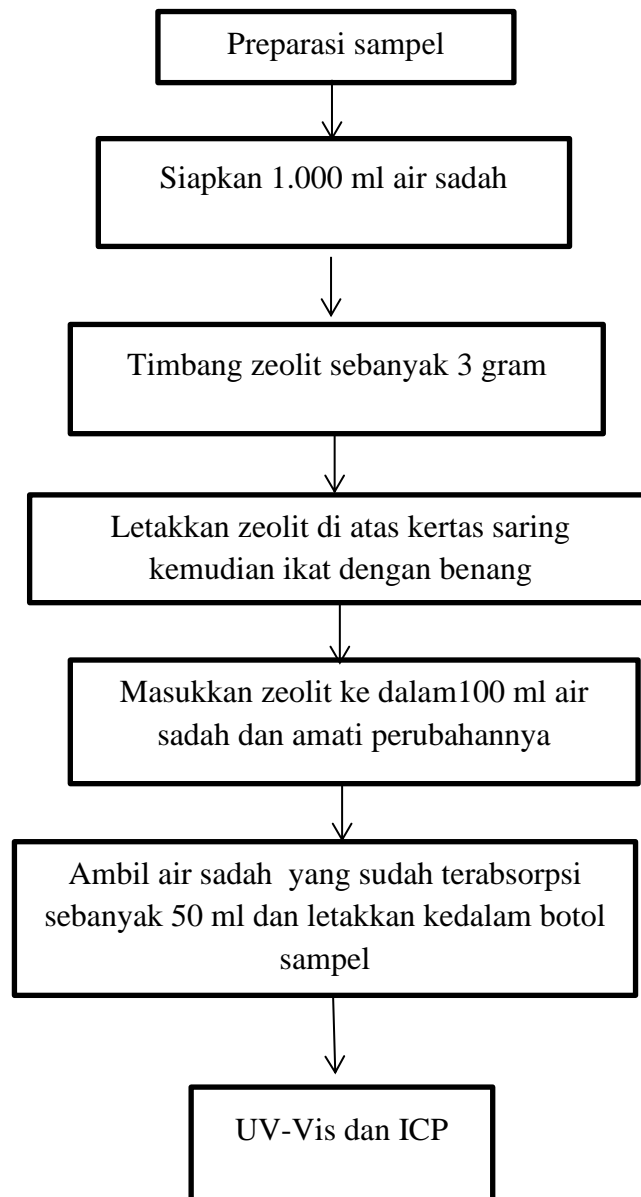 Preparasi sampel
Siapkan 1.000 ml air sadah
Timbang zeolit sebanyak 3 gram
Letakkan zeolit di atas kertas saring
kemudian ikat dengan benang
Masukkan zeolit ke dalam100 ml air
sadah dan amati perubahannya
Ambil air sadah  yang sudah terabsorpsi
sebanyak 50 ml dan letakkan kedalam botol
sampel
UV-Vis dan ICP